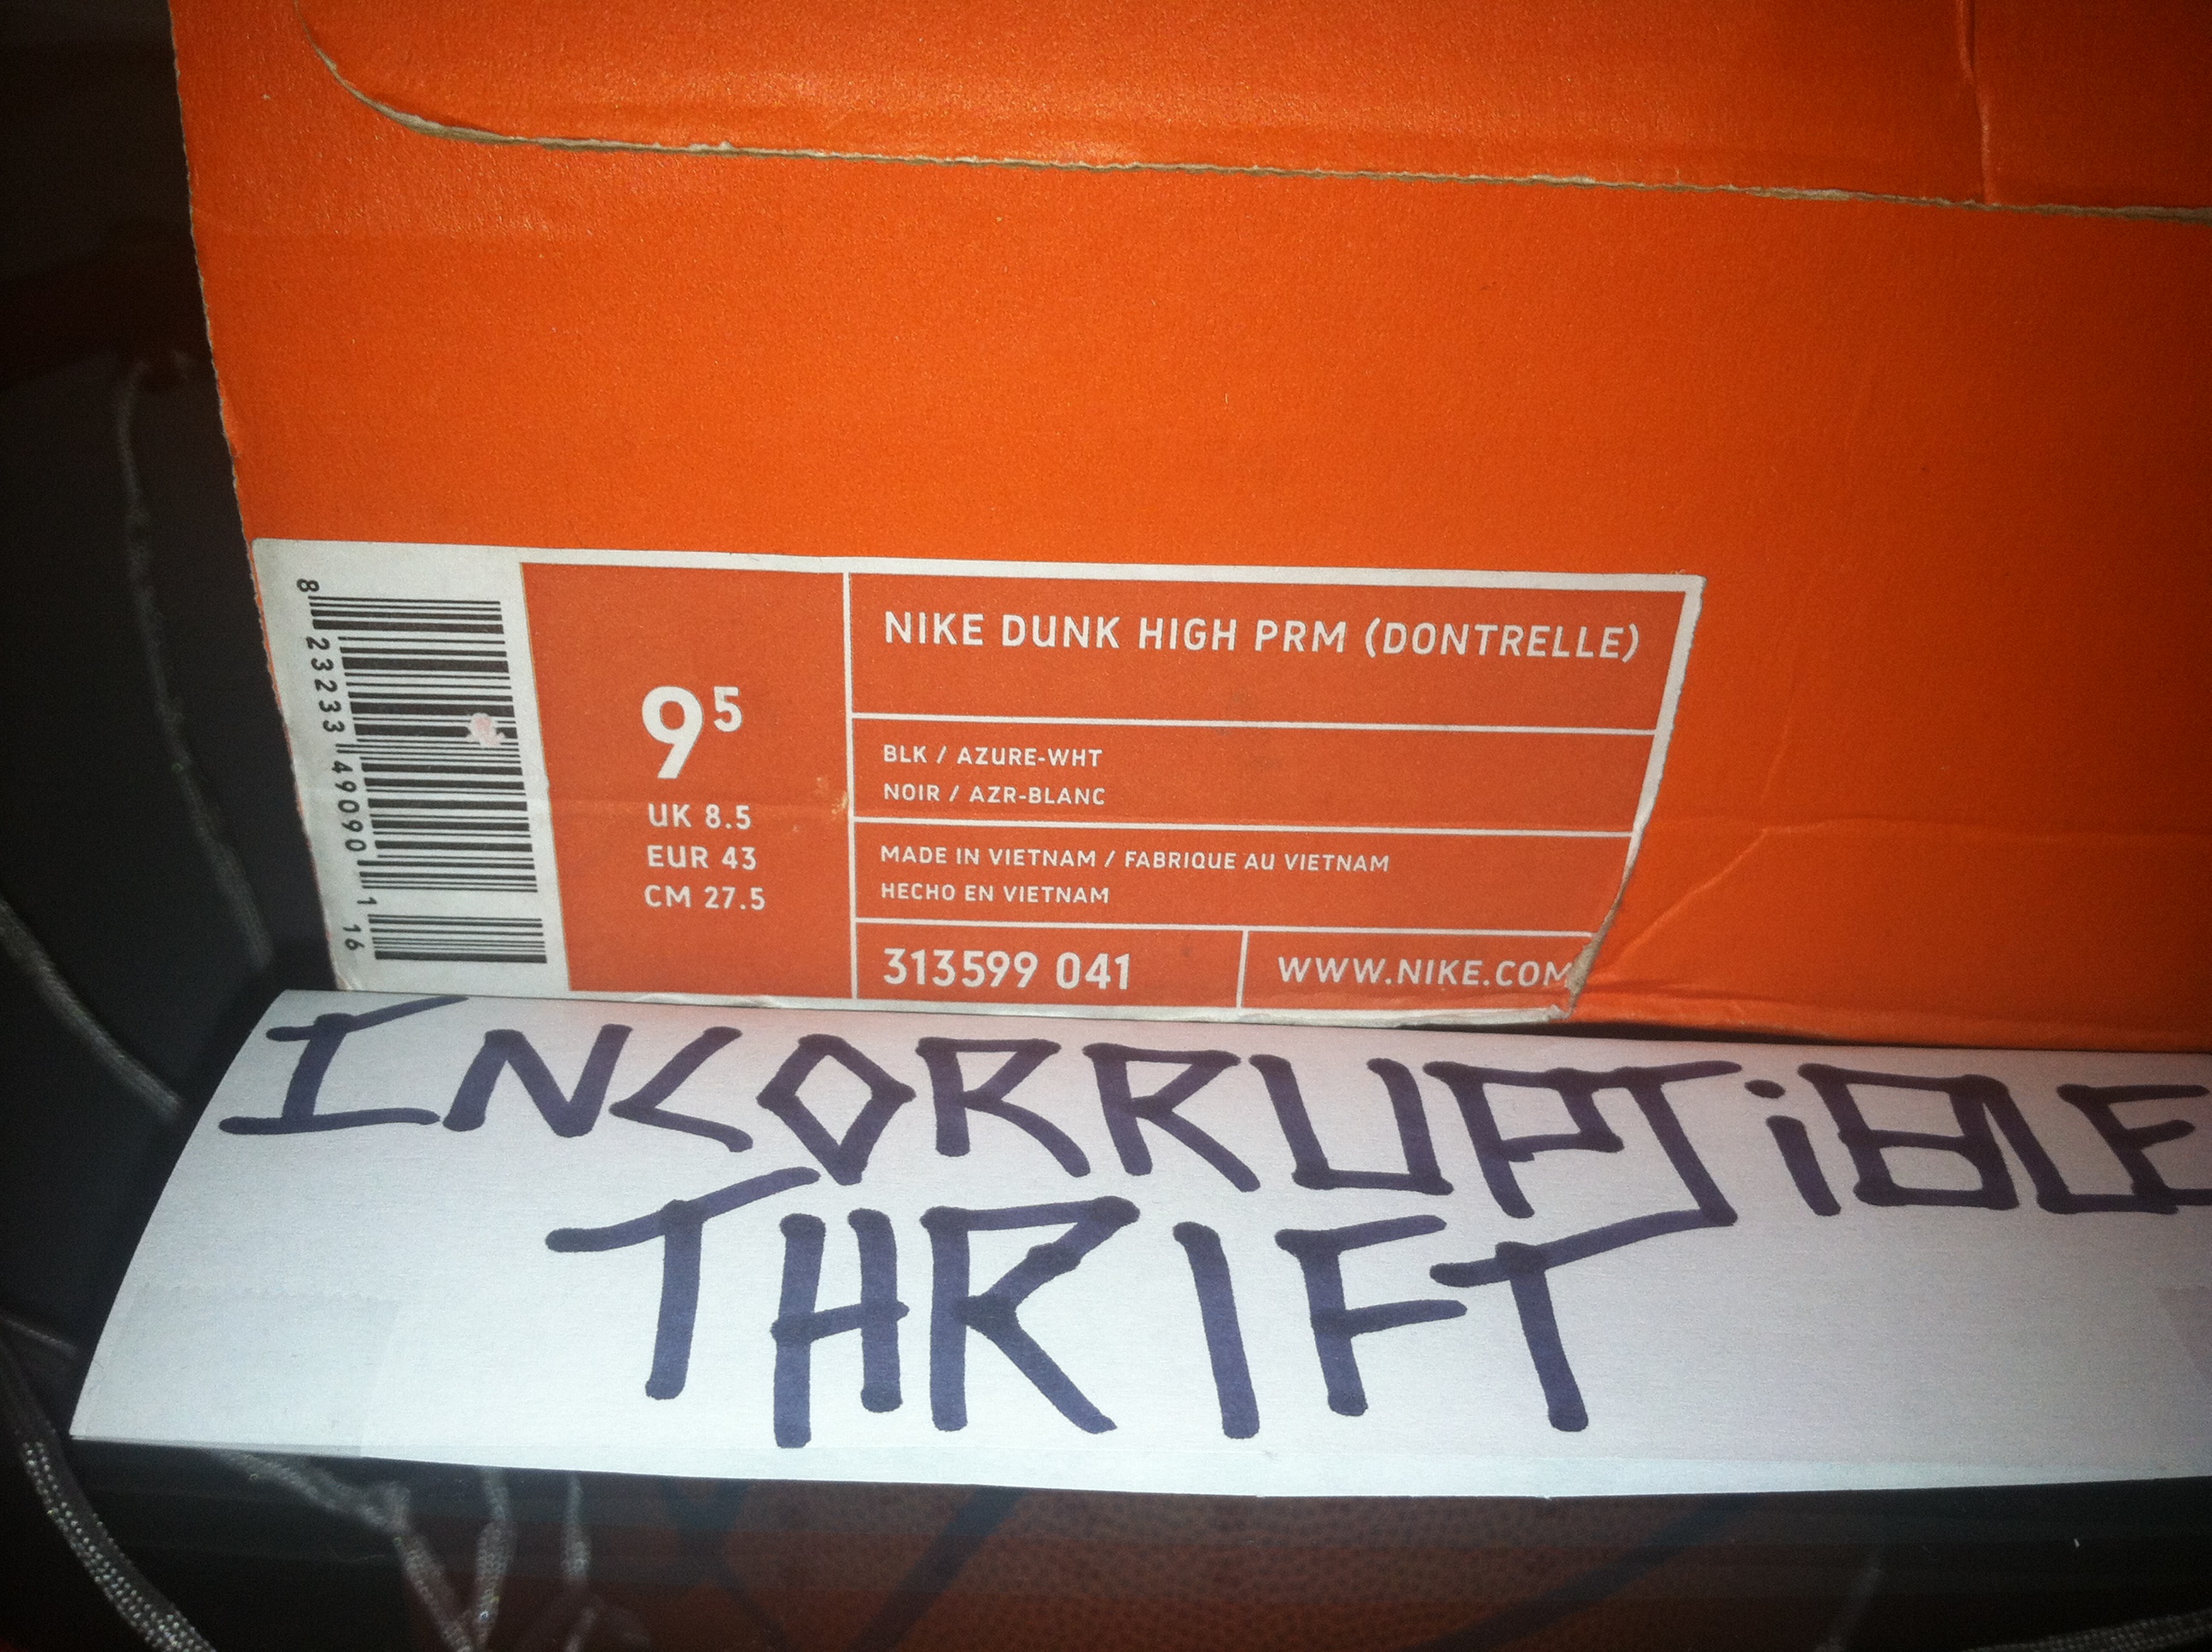 8 23233 49090 1 16
9⁵
UK 8.5
EUR 43
CM 27.5
NIKE DUNK HIGH PRM (DONTRELLE)
BLK / AZURE-WHT
NOIR / AZR-BLANC
MADE IN VIETNAM / FABRIQUE AU VIETNAM
HECHO EN VIETNAM
313599 041
WWW.NIKE.COM
INCORRUPTiBLE
THRIFT